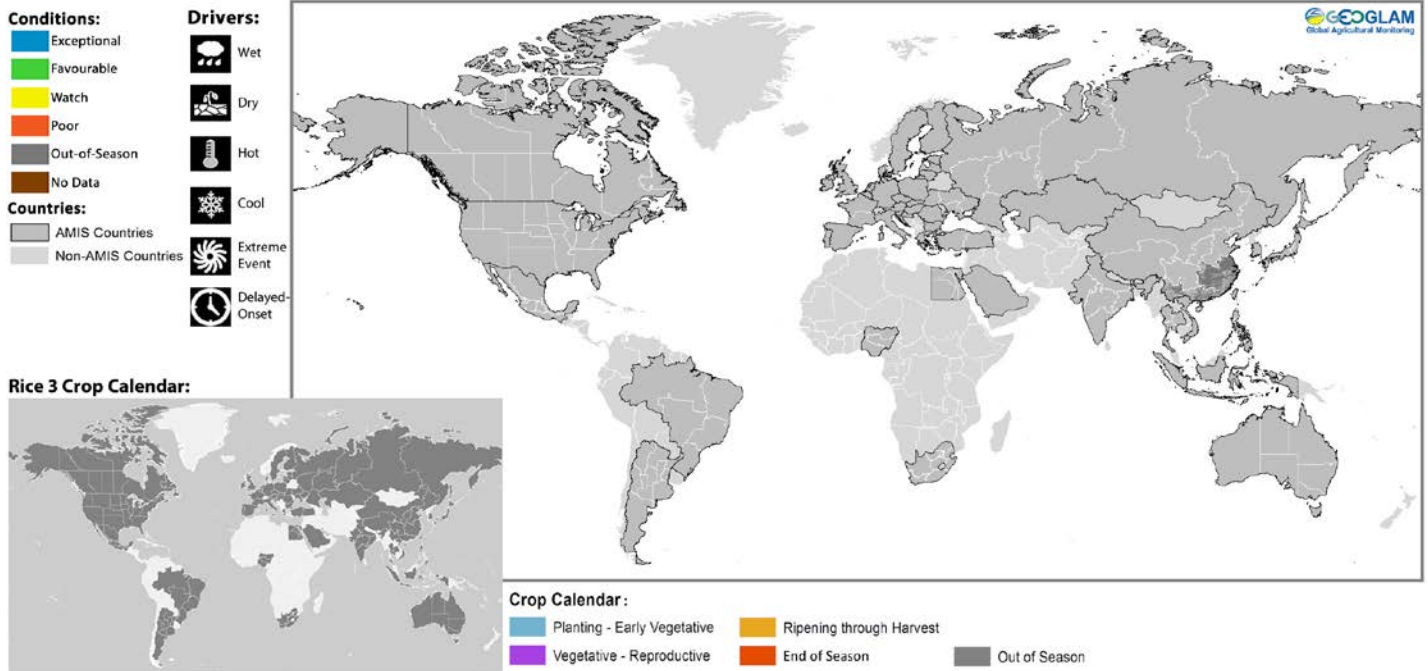 Conditions:
Exceptional
Favourable
Watch
Poor
Out-of-Season
No Data
Countries:
AMIS Countries
Non-AMIS Countries
Drivers:
Wet
Dry
Hot
Cool
Extreme
Event
Delayed-
Onset
GEOGLAM
Global Agricultural Monitoring
Rice 3 Crop Calendar:
Crop Calendar :
Planting - Early Vegetative
Vegetative - Reproductive
Ripening through Harvest
End of Season
Out of Season